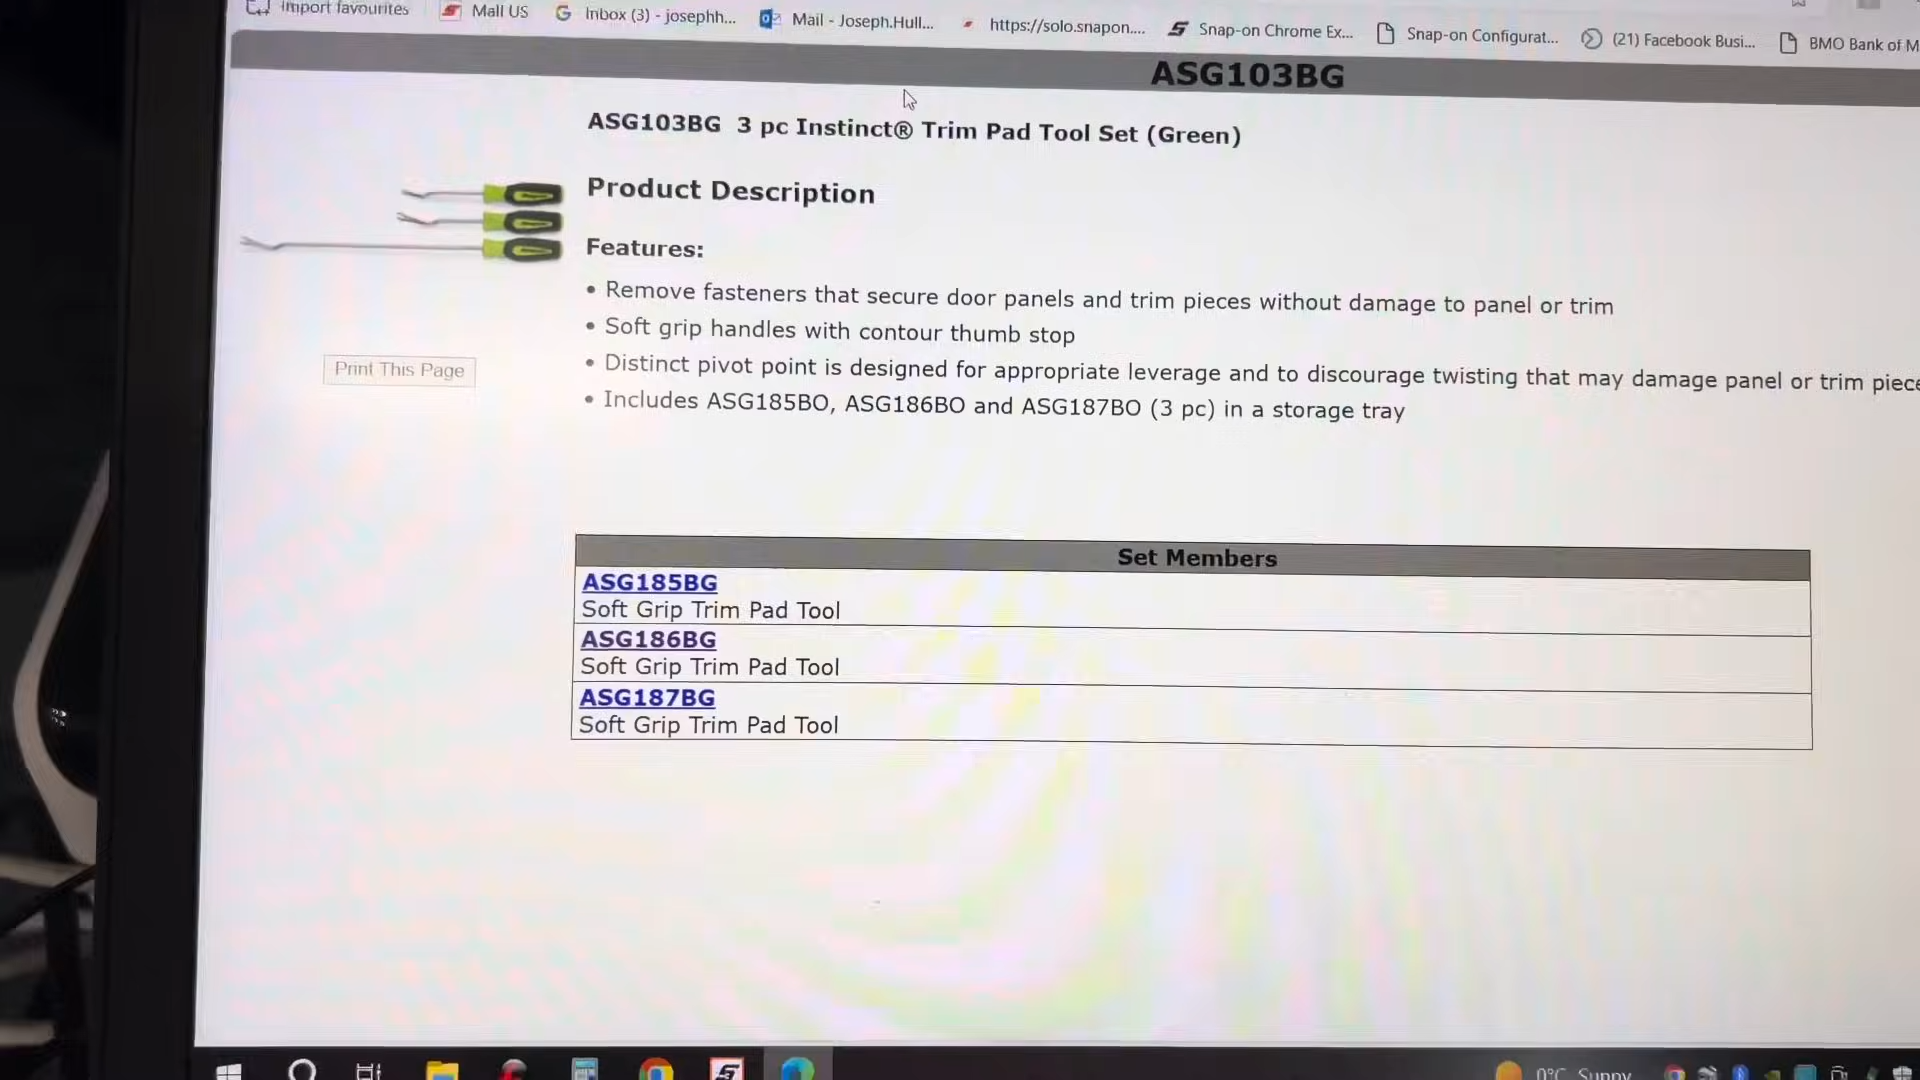 Import favourites Mall US Inbox (3) - josephh... Mail - Joseph.Hull... https://solo.snapon.... Snap-on Chrome Ex... Snap-on Configurat... (21) Facebook Busi... BMO Bank of M
ASG103BG
ASG103BG 3 pc Instinct® Trim Pad Tool Set (Green)
Product Description
Features:
• Remove fasteners that secure door panels and trim pieces without damage to panel or trim
• Soft grip handles with contour thumb stop
• Distinct pivot point is designed for appropriate leverage and to discourage twisting that may damage panel or trim piece
• Includes ASG185BO, ASG186BO and ASG187BO (3 pc) in a storage tray
Print This Page
Set Members
ASG185BG
Soft Grip Trim Pad Tool
ASG186BG
Soft Grip Trim Pad Tool
ASG187BG
Soft Grip Trim Pad Tool
0°C Sunny